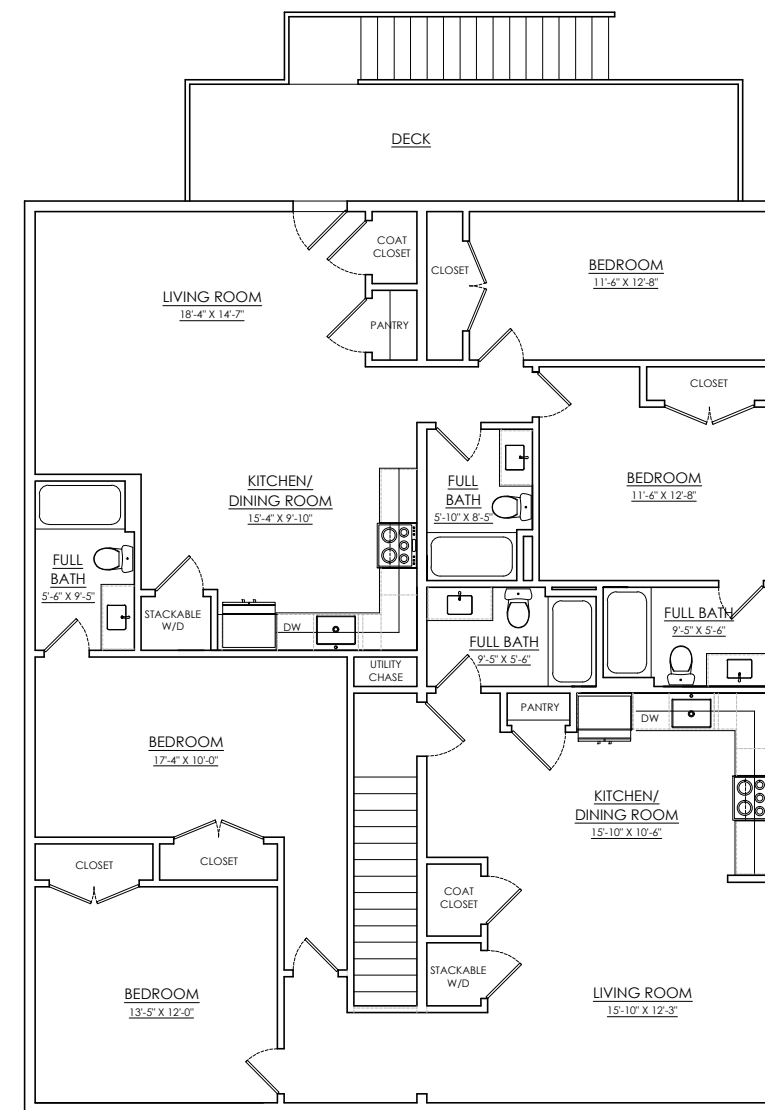 DECK
COAT
CLOSET
CLOSET
BEDROOM
11'-6" X 12'-8"
LIVING ROOM
18'-4" X 14'-7"
PANTRY
CLOSET
KITCHEN/
DINING ROOM
15'-4" X 9'-10"
FULL
BATH
5'-10" X 8'-5"
BEDROOM
11'-6" X 12'-8"
FULL
BATH
5'-6" X 9'-5"
STACKABLE
W/D
DW
FULL BATH
9'-5" X 5'-6"
FULL BATH
9'-5" X 5'-6"
UTILITY
CHASE
PANTRY
DW
BEDROOM
17'-4" X 10'-0"
KITCHEN/
DINING ROOM
15'-10" X 10'-6"
CLOSET
CLOSET
COAT
CLOSET
STACKABLE
W/D
BEDROOM
13'-5" X 12'-0"
LIVING ROOM
15'-10" X 12'-3"